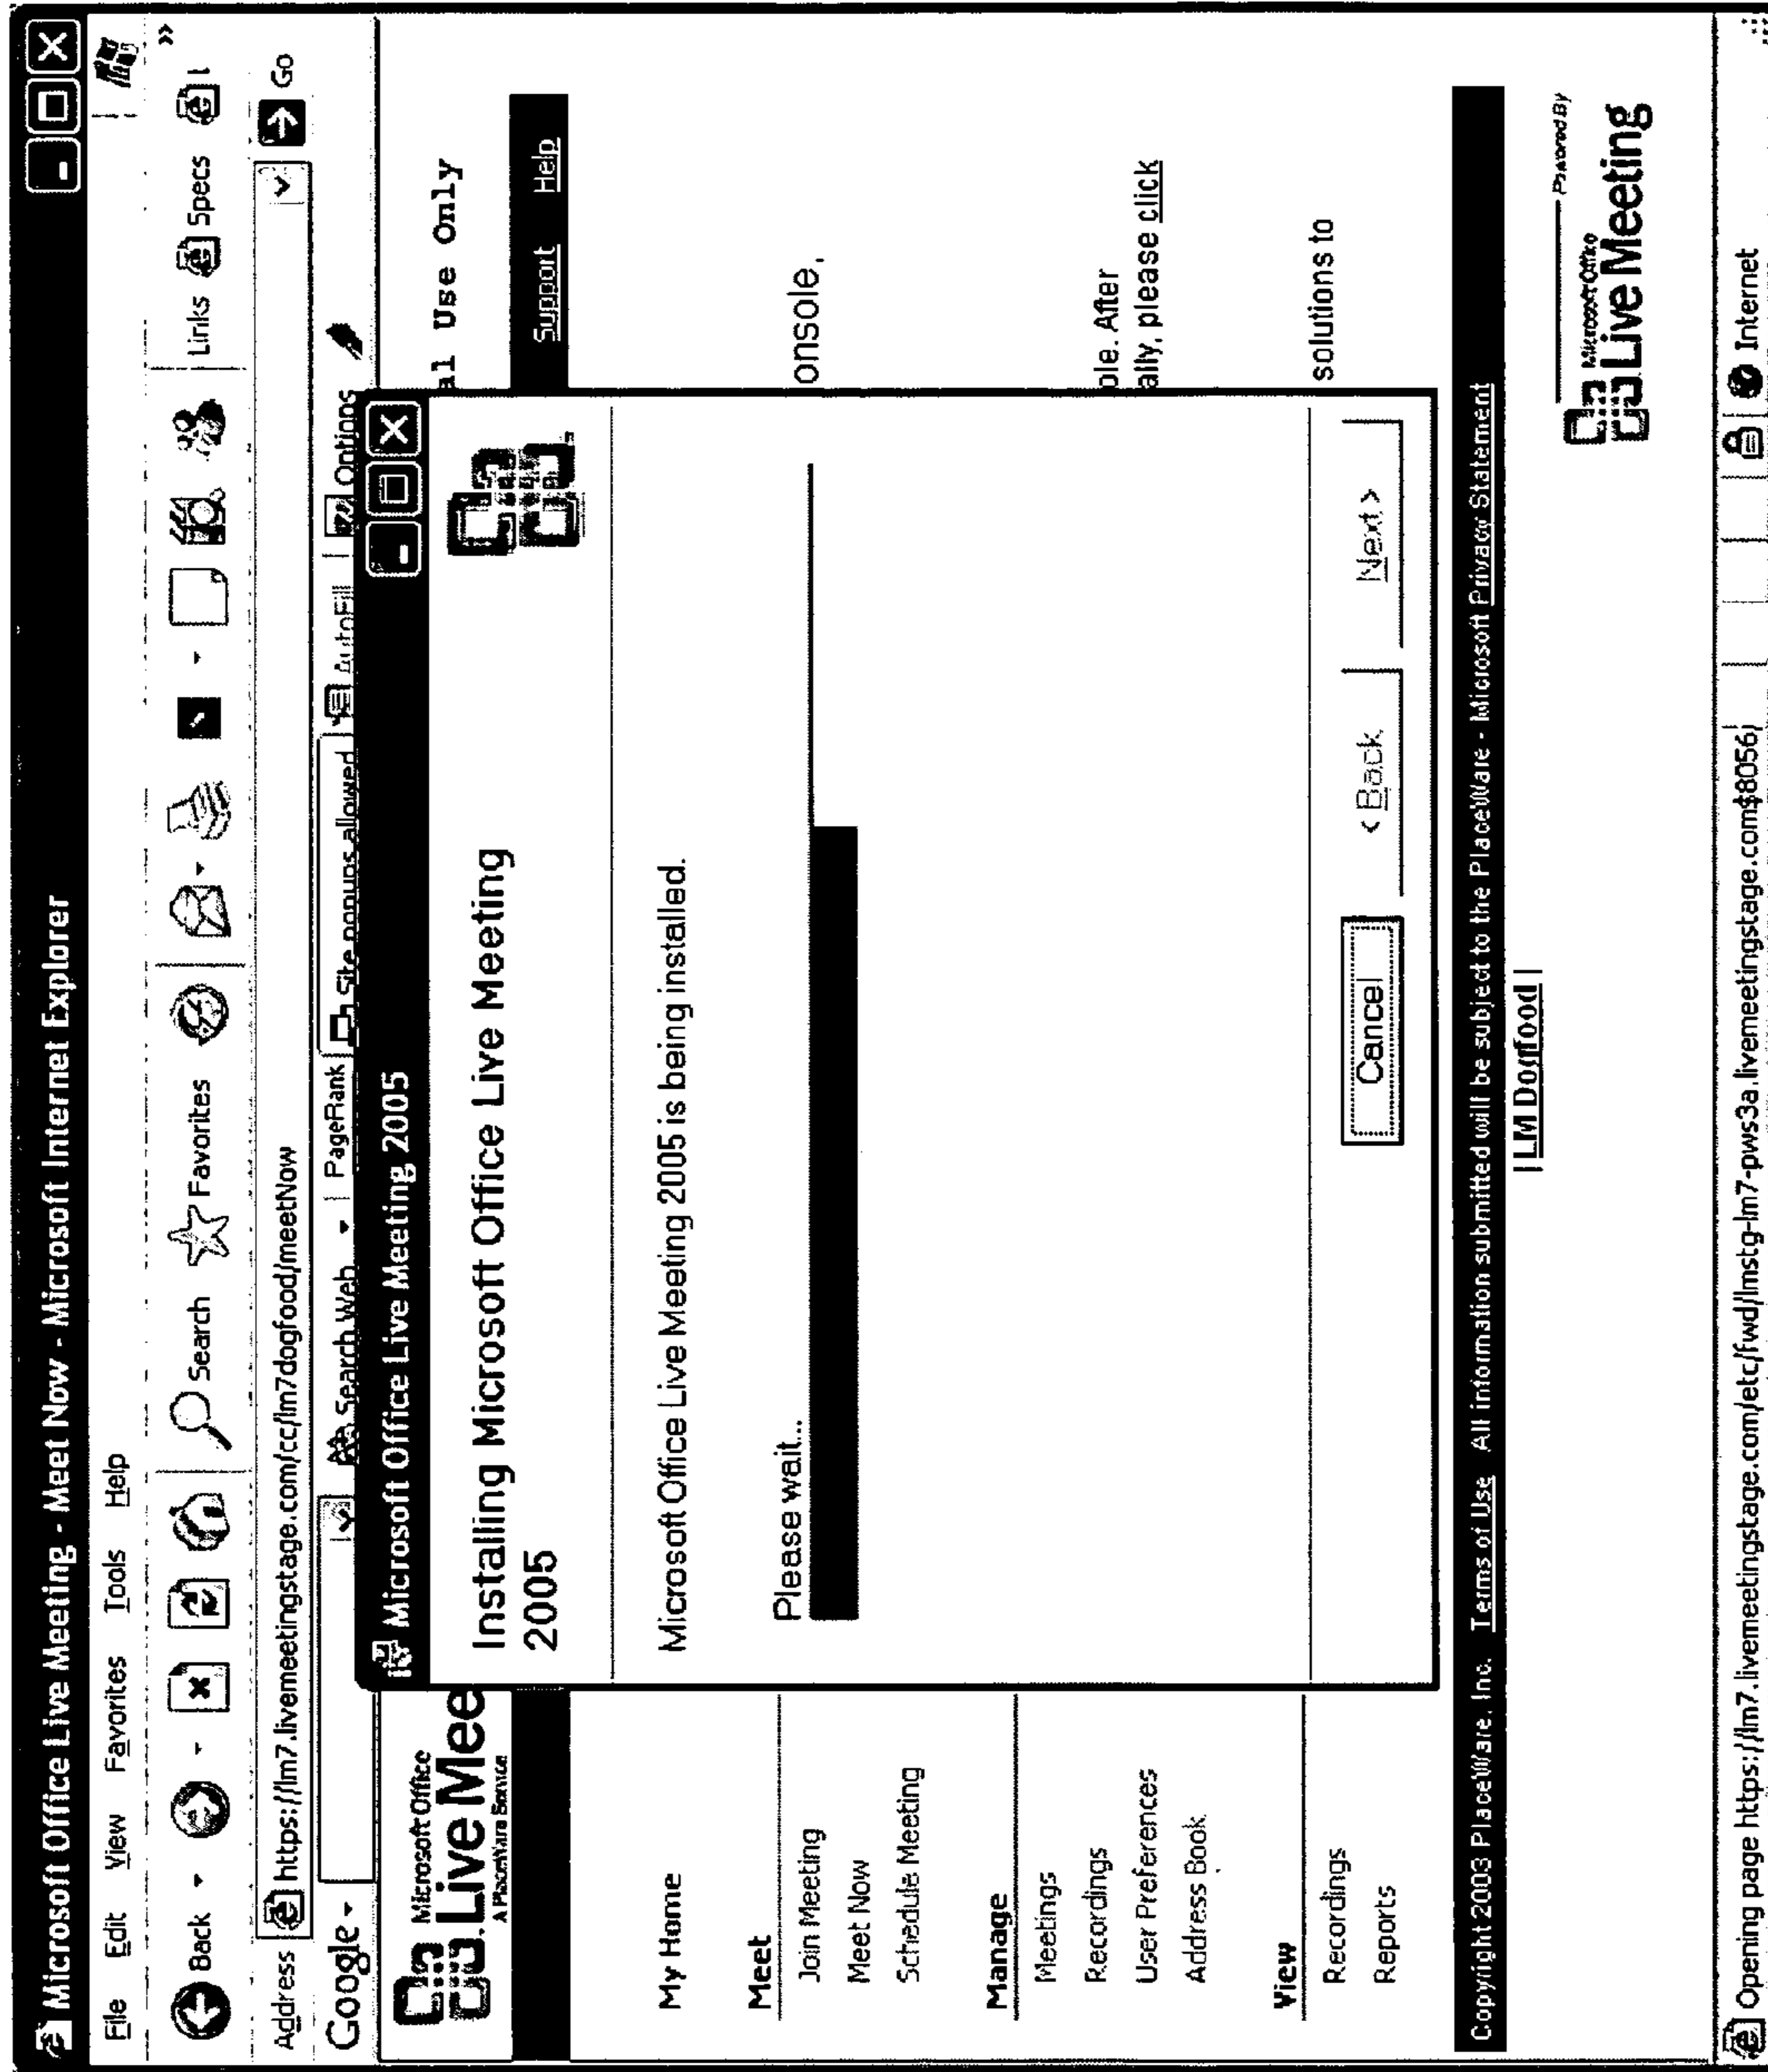 Microsoft Office Live Meeting - Meet Now - Microsoft Internet Explorer
File Edit View Favorites Tools Help
Back Search Favorites Links Specs
Address https://lm7.livemeetingstage.com/cc/lm7dogfood/meetNow Go
Google Search Web PageRank Site popups allowed AutoFill Options
Microsoft Office
Live Mee
A PlaceWare Service
al Use Only
Support Help
My Home
Meet
Join Meeting
Meet Now
Schedule Meeting
Manage
Meetings
Recordings
User Preferences
Address Book
View
Recordings
Reports
Microsoft Office Live Meeting 2005
Installing Microsoft Office Live Meeting
2005
Microsoft Office Live Meeting 2005 is being installed.
Please wait...
Cancel < Back Next >
onsole,
ole. After
ally, please click
solutions to
Copyright 2003 PlaceWare, Inc. Terms of Use All information submitted will be subject to the PlaceWare - Microsoft Privacy Statement
| LM Dogfood |
Powered By
Microsoft Office
Live Meeting
Opening page https://lm7.livemeetingstage.com/etc/fwd/lmstg-lm7-pws3a.livemeetingstage.com$8056/ Internet